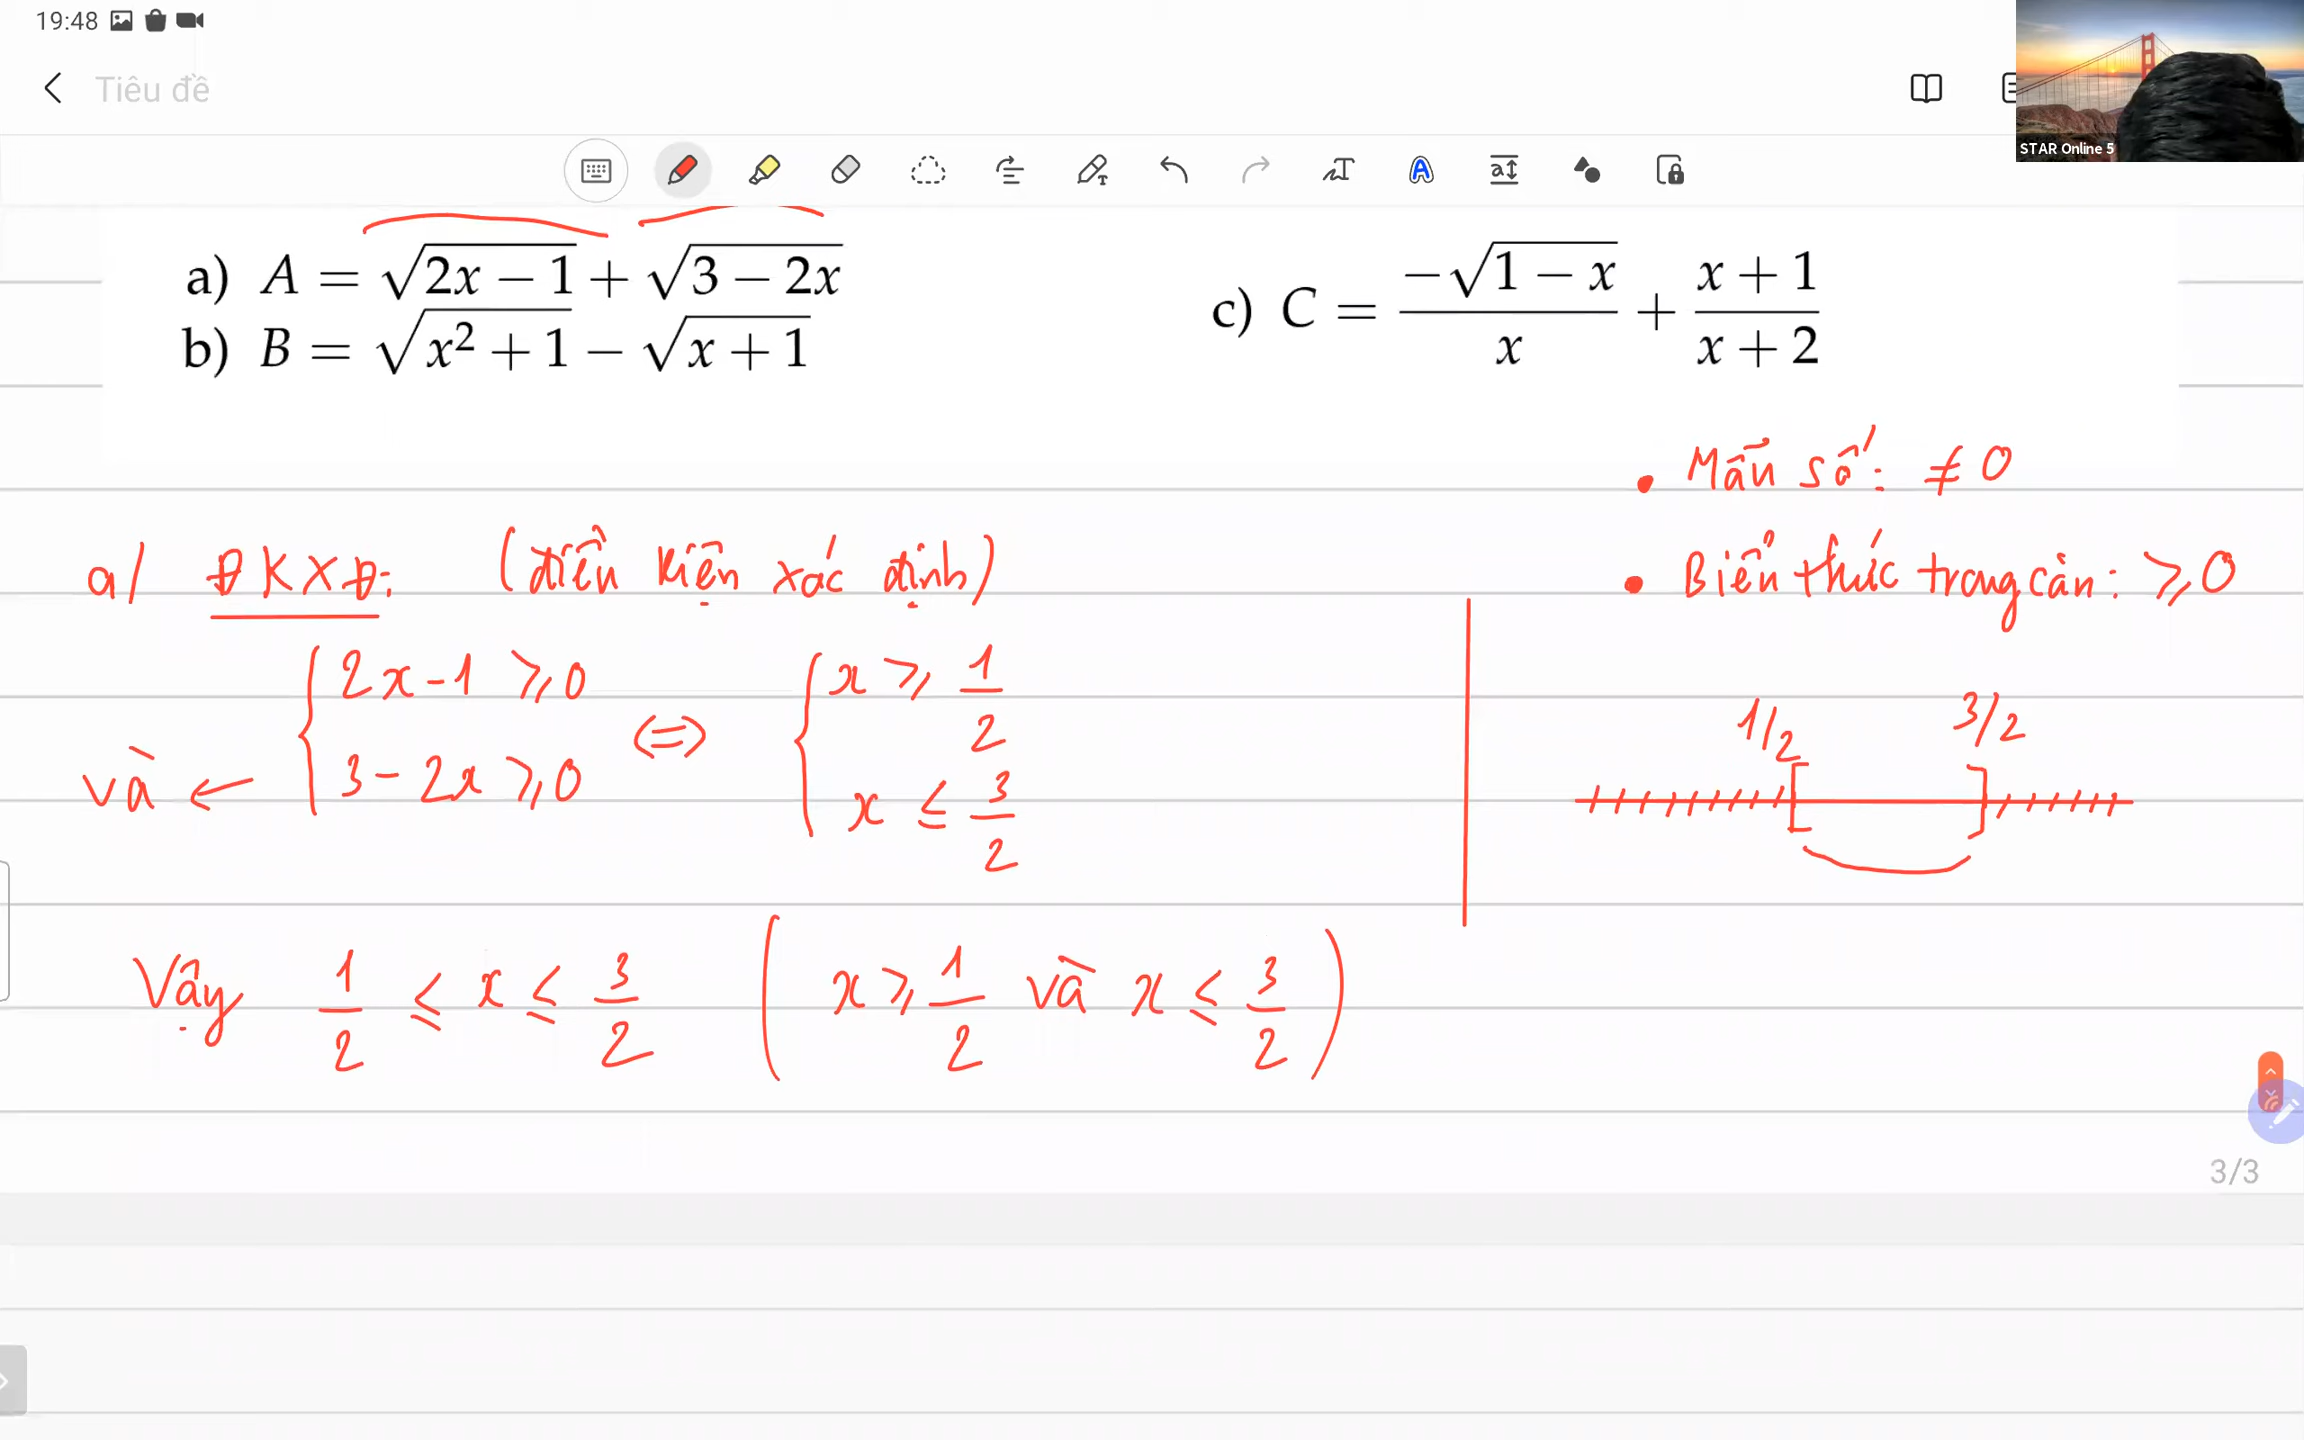 19:48
Tiêu đề
STAR Online 5
a) A = √(2x − 1) + √(3 − 2x)
b) B = √(x² + 1) − √(x + 1)
c) C = (−√(1 − x))/x + (x + 1)/(x + 2)
• Mẫu số: ≠ 0
• Biểu thức trong căn: ⩾ 0
a/ ĐKXĐ: (điều kiện xác định)
{ 2x - 1 ⩾ 0
và ← { 3 - 2x ⩾ 0
⇔ { x ⩾ 1/2
{ x ≤ 3/2
1/2 3/2
[ ]
Vậy 1/2 ≤ x ≤ 3/2 ( x ⩾ 1/2 và x ≤ 3/2 )
3/3